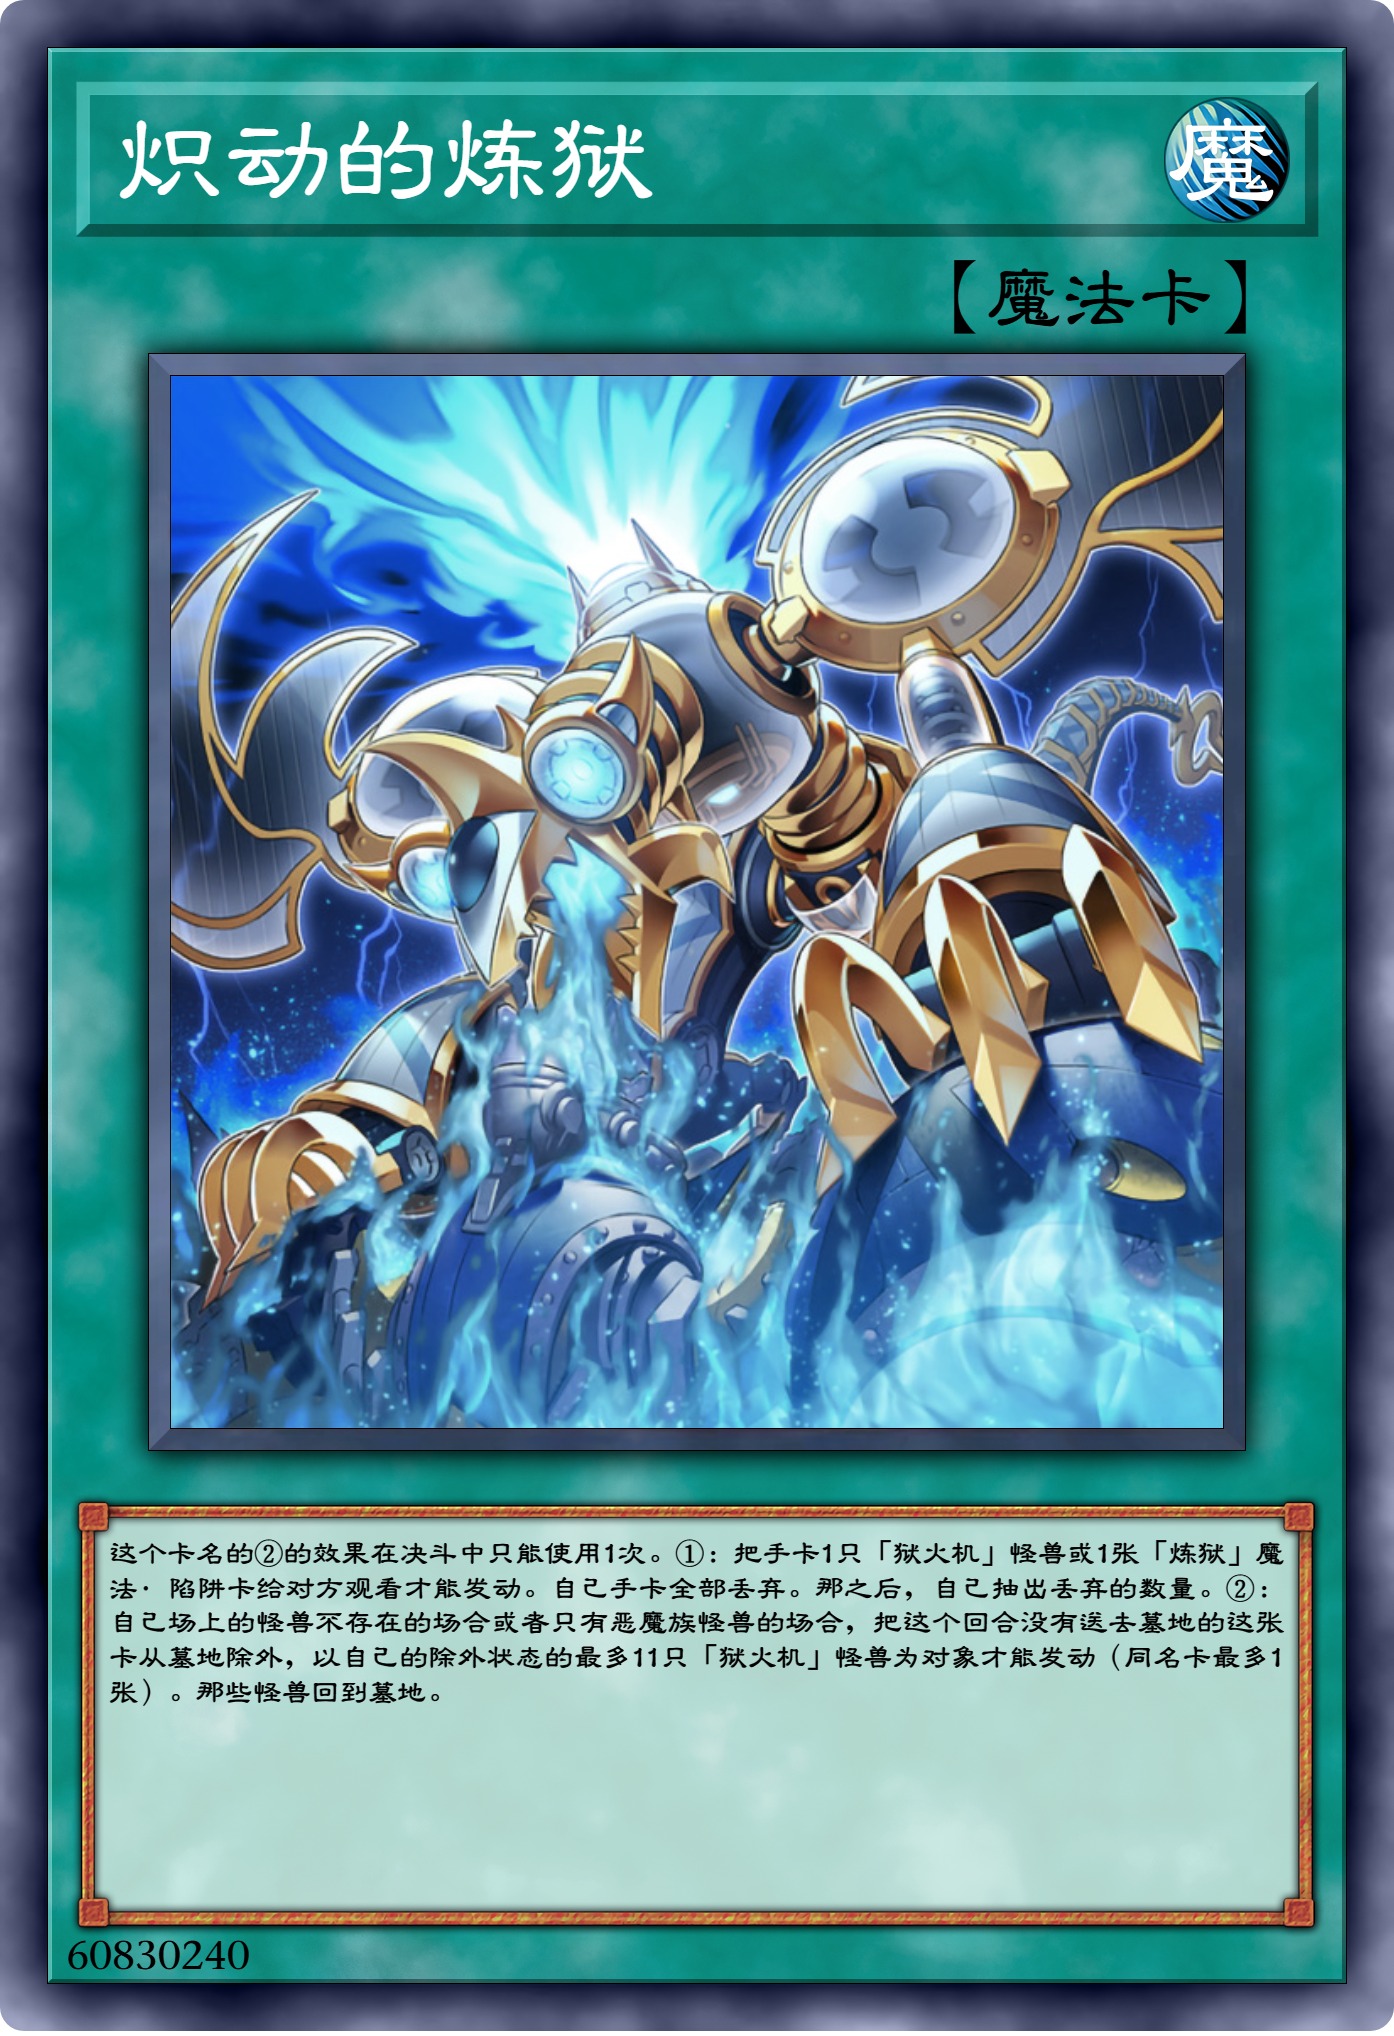 炽动的炼狱
魔
【魔法卡】
这个卡名的②的效果在决斗中只能使用1次。①：把手卡1只「狱火机」怪兽或1张「炼狱」魔
法·陷阱卡给对方观看才能发动。自己手卡全部丢弃。那之后，自己抽出丢弃的数量。②：
自己场上的怪兽不存在的场合或者只有恶魔族怪兽的场合，把这个回合没有送去墓地的这张
卡从墓地除外，以自己的除外状态的最多11只「狱火机」怪兽为对象才能发动（同名卡最多1
张）。那些怪兽回到墓地。
60830240